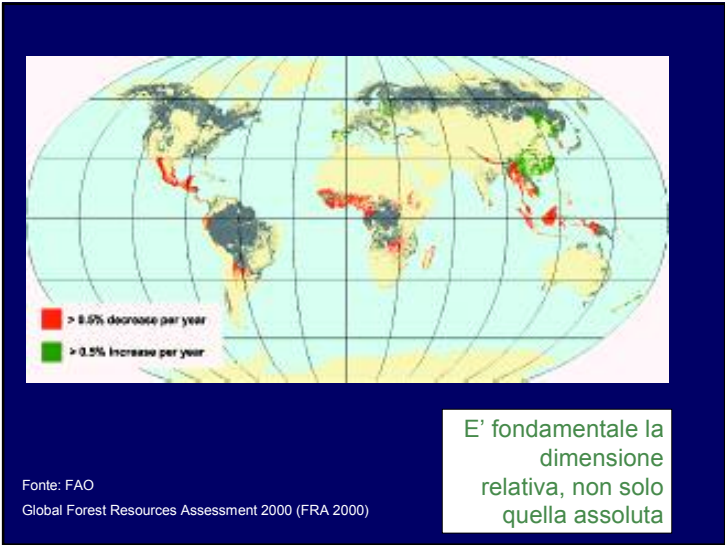 > 0.5% decrease per year
> 0.5% increase per year
E’ fondamentale la
dimensione
relativa, non solo
quella assoluta
Fonte: FAO
Global Forest Resources Assessment 2000 (FRA 2000)